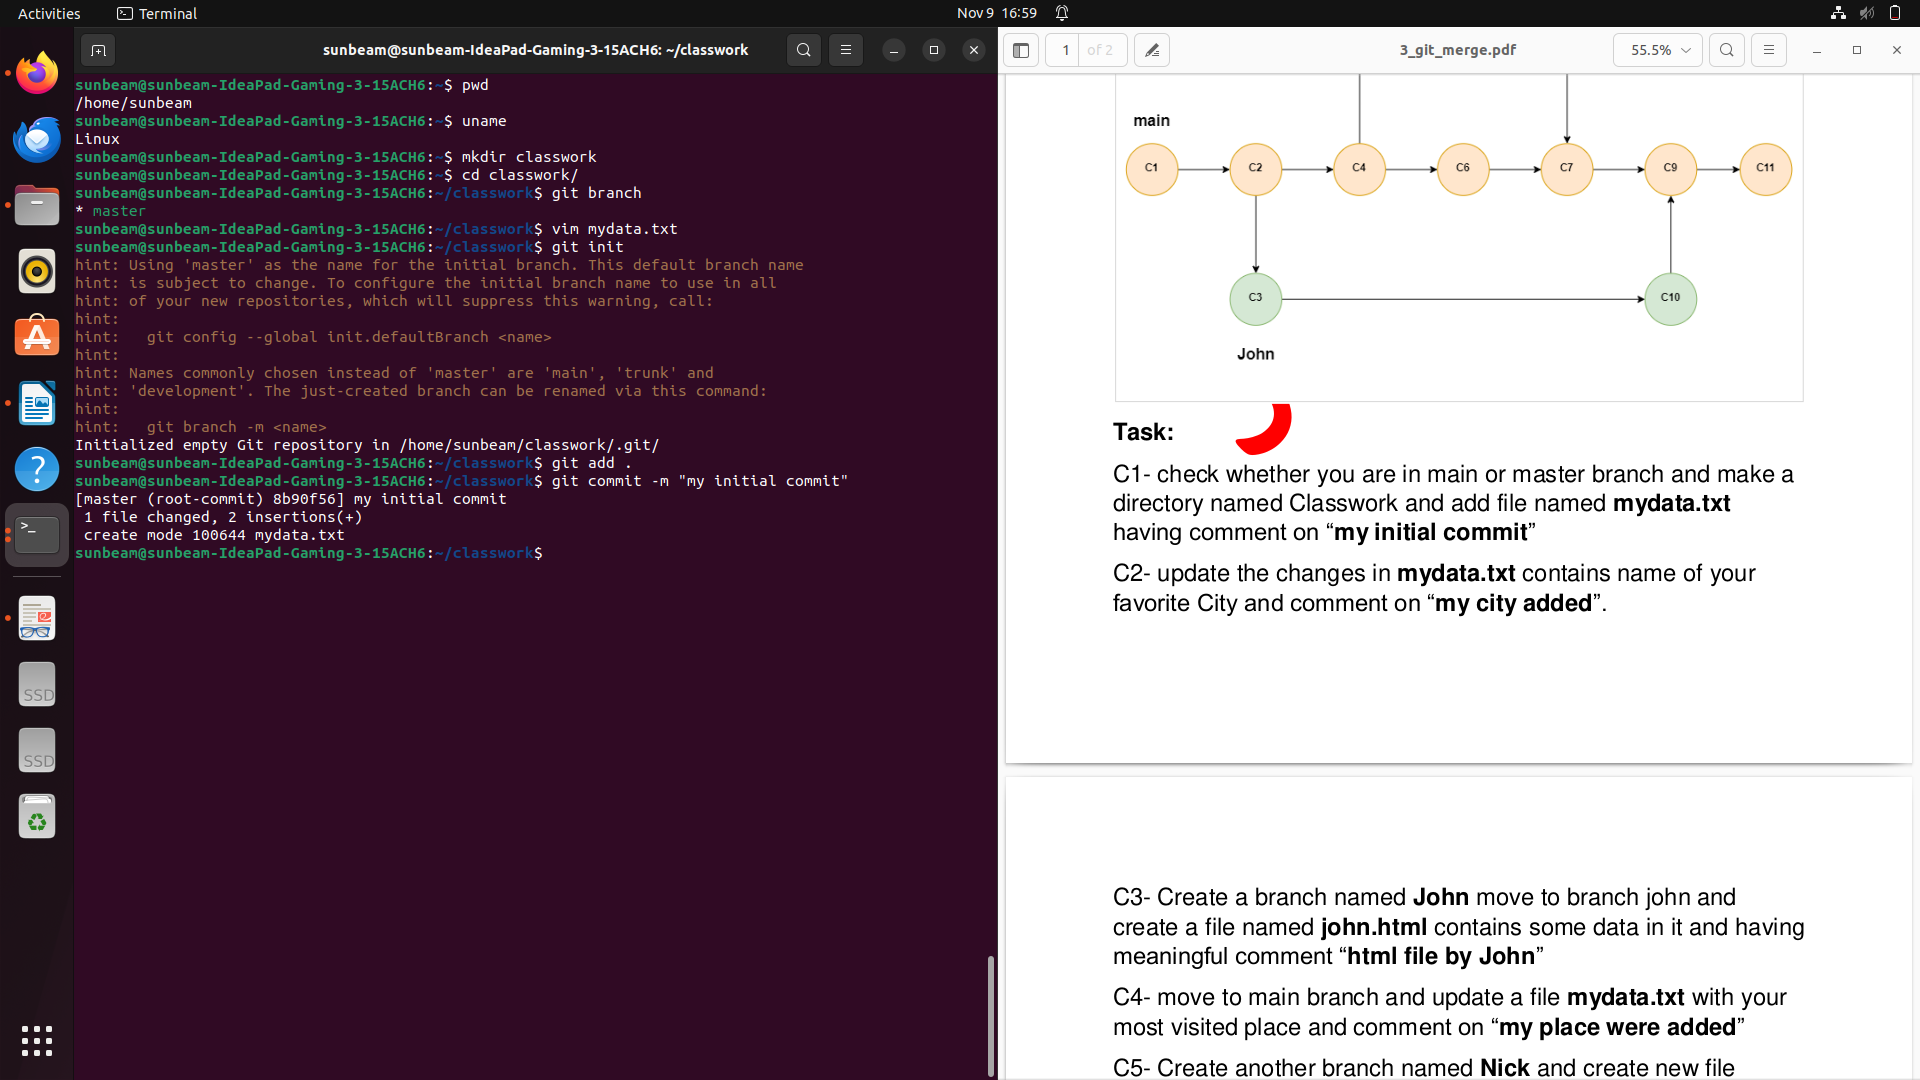 Activities
Terminal
Nov 9 16:59
sunbeam@sunbeam-IdeaPad-Gaming-3-15ACH6: ~/classwork
sunbeam@sunbeam-IdeaPad-Gaming-3-15ACH6:~$ pwd
/home/sunbeam
sunbeam@sunbeam-IdeaPad-Gaming-3-15ACH6:~$ uname
Linux
sunbeam@sunbeam-IdeaPad-Gaming-3-15ACH6:~$ mkdir classwork
sunbeam@sunbeam-IdeaPad-Gaming-3-15ACH6:~$ cd classwork/
sunbeam@sunbeam-IdeaPad-Gaming-3-15ACH6:~/classwork$ git branch
* master
sunbeam@sunbeam-IdeaPad-Gaming-3-15ACH6:~/classwork$ vim mydata.txt
sunbeam@sunbeam-IdeaPad-Gaming-3-15ACH6:~/classwork$ git init
hint: Using 'master' as the name for the initial branch. This default branch name
hint: is subject to change. To configure the initial branch name to use in all
hint: of your new repositories, which will suppress this warning, call:
hint:
hint:   git config --global init.defaultBranch <name>
hint:
hint: Names commonly chosen instead of 'master' are 'main', 'trunk' and
hint: 'development'. The just-created branch can be renamed via this command:
hint:
hint:   git branch -m <name>
Initialized empty Git repository in /home/sunbeam/classwork/.git/
sunbeam@sunbeam-IdeaPad-Gaming-3-15ACH6:~/classwork$ git add .
sunbeam@sunbeam-IdeaPad-Gaming-3-15ACH6:~/classwork$ git commit -m "my initial commit"
[master (root-commit) 8b90f56] my initial commit
 1 file changed, 2 insertions(+)
 create mode 100644 mydata.txt
sunbeam@sunbeam-IdeaPad-Gaming-3-15ACH6:~/classwork$
SSD
SSD
1 of 2
3_git_merge.pdf
55.5%
main
C1 C2 C4 C6 C7 C9 C11
C3 C10
John
Task:
C1- check whether you are in main or master branch and make a
directory named Classwork and add file named mydata.txt
having comment on “my initial commit”
C2- update the changes in mydata.txt contains name of your
favorite City and comment on “my city added”.
C3- Create a branch named John move to branch john and
create a file named john.html contains some data in it and having
meaningful comment “html file by John”
C4- move to main branch and update a file mydata.txt with your
most visited place and comment on “my place were added”
C5- Create another branch named Nick and create new file